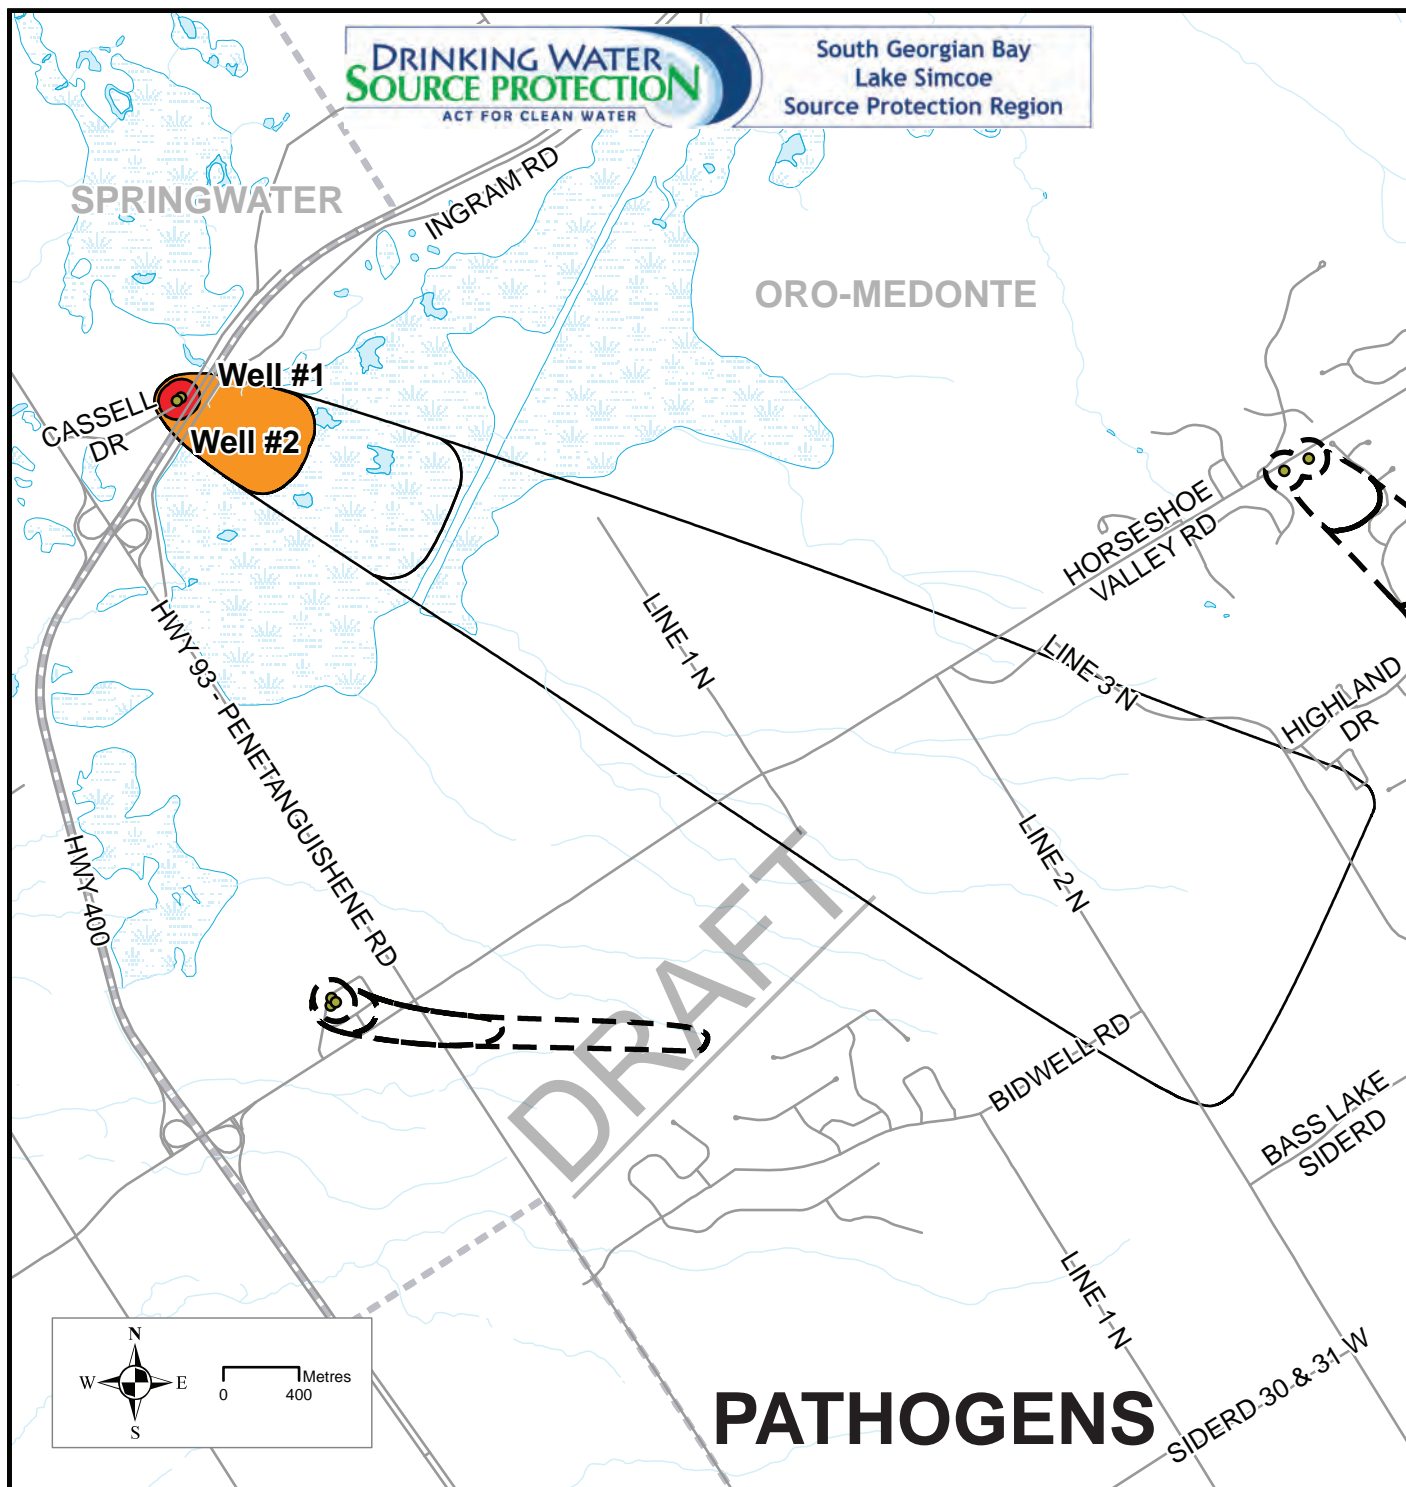 DRINKING WATER
SOURCE PROTECTION
ACT FOR CLEAN WATER
South Georgian Bay
Lake Simcoe
Source Protection Region
SPRINGWATER
INGRAM RD
ORO-MEDONTE
Well #1
CASSELL
DR
Well #2
HORSESHOE
VALLEY RD
LINE 1 N
LINE 3 N
HIGHLAND
DR
HWY 93 - PENETANGUISHENE RD
HWY 400
LINE 2 N
DRAFT
BIDWELL RD
BASS LAKE
SIDERD
LINE 1 N
SIDERD 30 & 31 W
N
W E
S
Metres
0 400
PATHOGENS